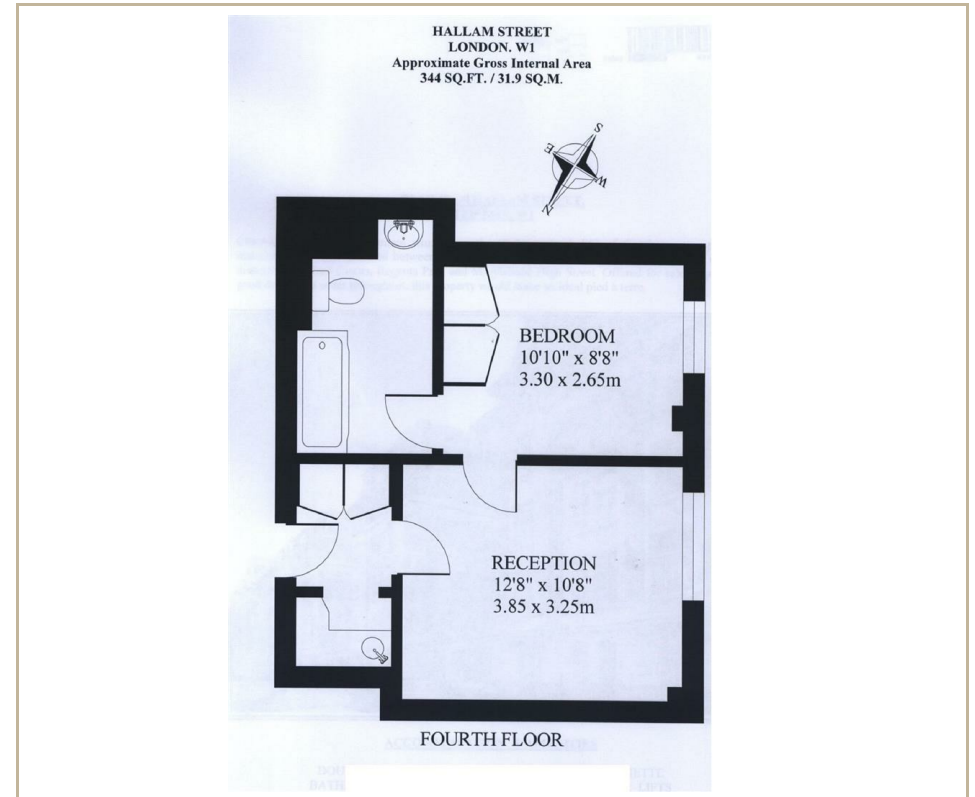 HALLAM STREET
LONDON. W1
Approximate Gross Internal Area
344 SQ.FT. / 31.9 SQ.M.
S
E
W
N
BEDROOM
10'10" x 8'8"
3.30 x 2.65m
RECEPTION
12'8" x 10'8"
3.85 x 3.25m
FOURTH FLOOR